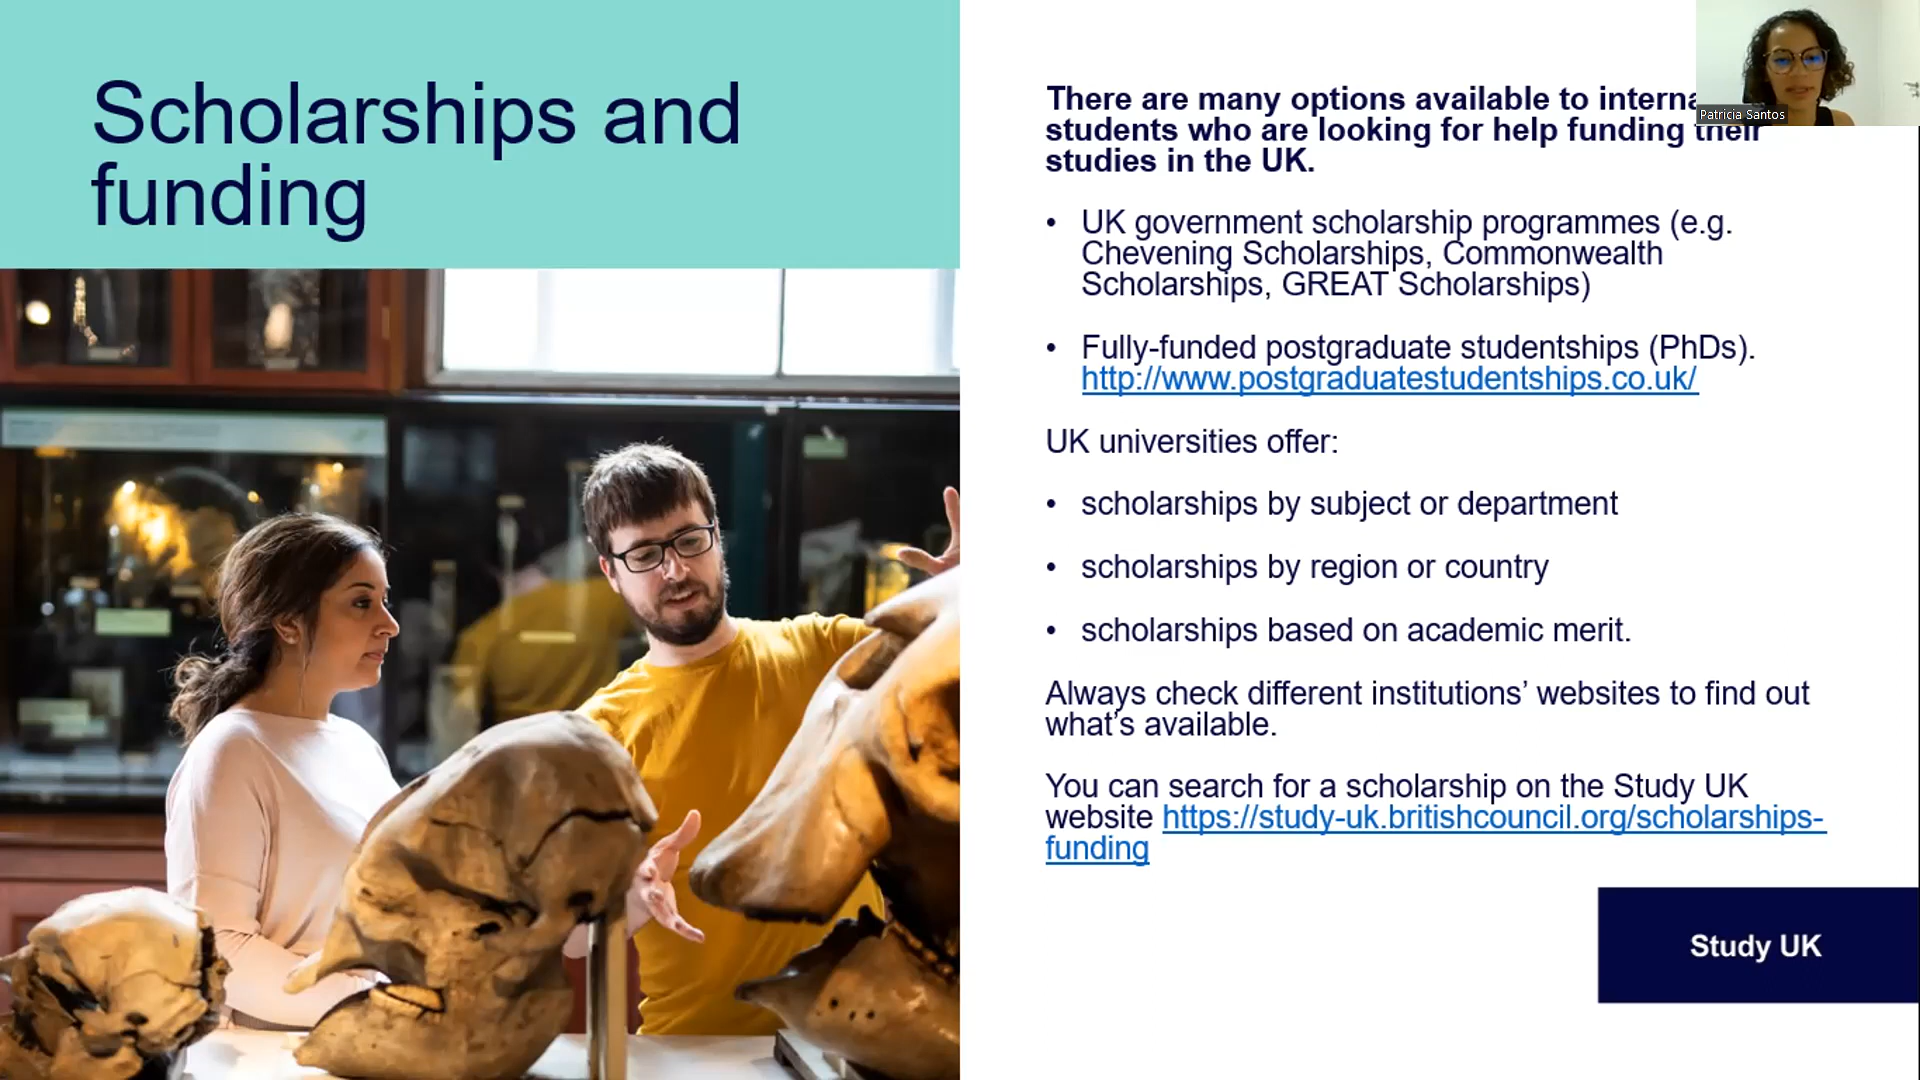 Scholarships and
funding
There are many options available to interna
students who are looking for help funding their
studies in the UK.
• UK government scholarship programmes (e.g.
Chevening Scholarships, Commonwealth
Scholarships, GREAT Scholarships)
• Fully-funded postgraduate studentships (PhDs).
http://www.postgraduatestudentships.co.uk/
UK universities offer:
• scholarships by subject or department
• scholarships by region or country
• scholarships based on academic merit.
Always check different institutions’ websites to find out
what’s available.
You can search for a scholarship on the Study UK
website https://study-uk.britishcouncil.org/scholarships-
funding
Study UK
Patricia Santos